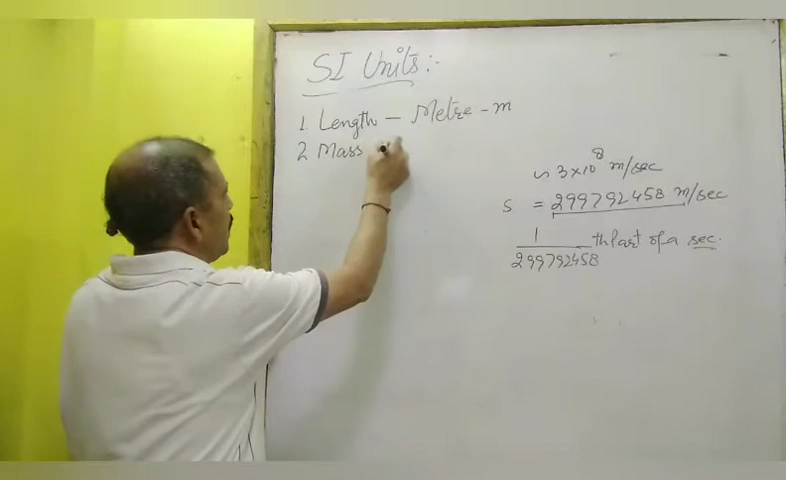 SI Units :-
1 Length - Metre - m
2 Mass
~ 3×10⁸ m/sec
s = 299792458 m/sec
1
th Part of a sec.
299792458